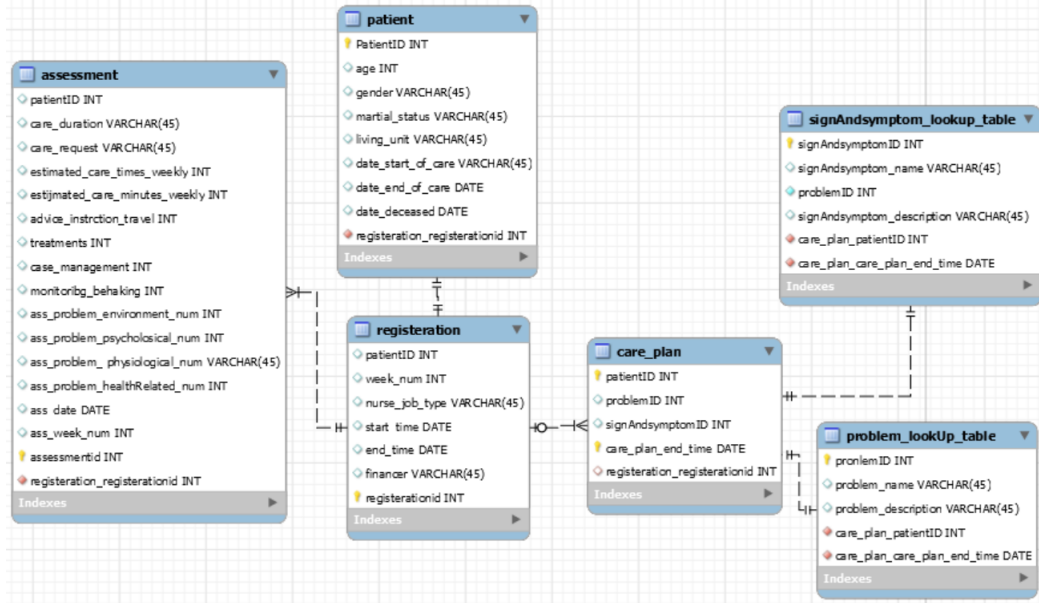 patient
PatientID INT
age INT
gender VARCHAR(45)
martial_status VARCHAR(45)
living_unit VARCHAR(45)
date_start_of_care VARCHAR(45)
date_end_of_care DATE
date_deceased DATE
registeration_registerationid INT
Indexes
assessment
patientID INT
care_duration VARCHAR(45)
care_request VARCHAR(45)
estimated_care_times_weekly INT
estijmated_care_minutes_weekly INT
advice_instrction_travel INT
treatments INT
case_management INT
monitoribg_behaking INT
ass_problem_environment_num INT
ass_problem_psycholosical_num INT
ass_problem_ physiological_num VARCHAR(45)
ass_problem_healthRelated_num INT
ass_date DATE
ass_week_num INT
assessmentid INT
registeration_registerationid INT
Indexes
registeration
patientID INT
week_num INT
nurse_job_type VARCHAR(45)
start_time DATE
end_time DATE
financer VARCHAR(45)
registerationid INT
Indexes
care_plan
patientID INT
problemID INT
signAndsymptomID INT
care_plan_end_time DATE
registeration_registerationid INT
Indexes
signAndsymptom_lookup_table
signAndsymptomID INT
signAndsymptom_name VARCHAR(45)
problemID INT
signAndsymptom_description VARCHAR(45)
care_plan_patientID INT
care_plan_care_plan_end_time DATE
Indexes
problem_lookUp_table
pronlemID INT
problem_name VARCHAR(45)
problem_description VARCHAR(45)
care_plan_patientID INT
care_plan_care_plan_end_time DATE
Indexes